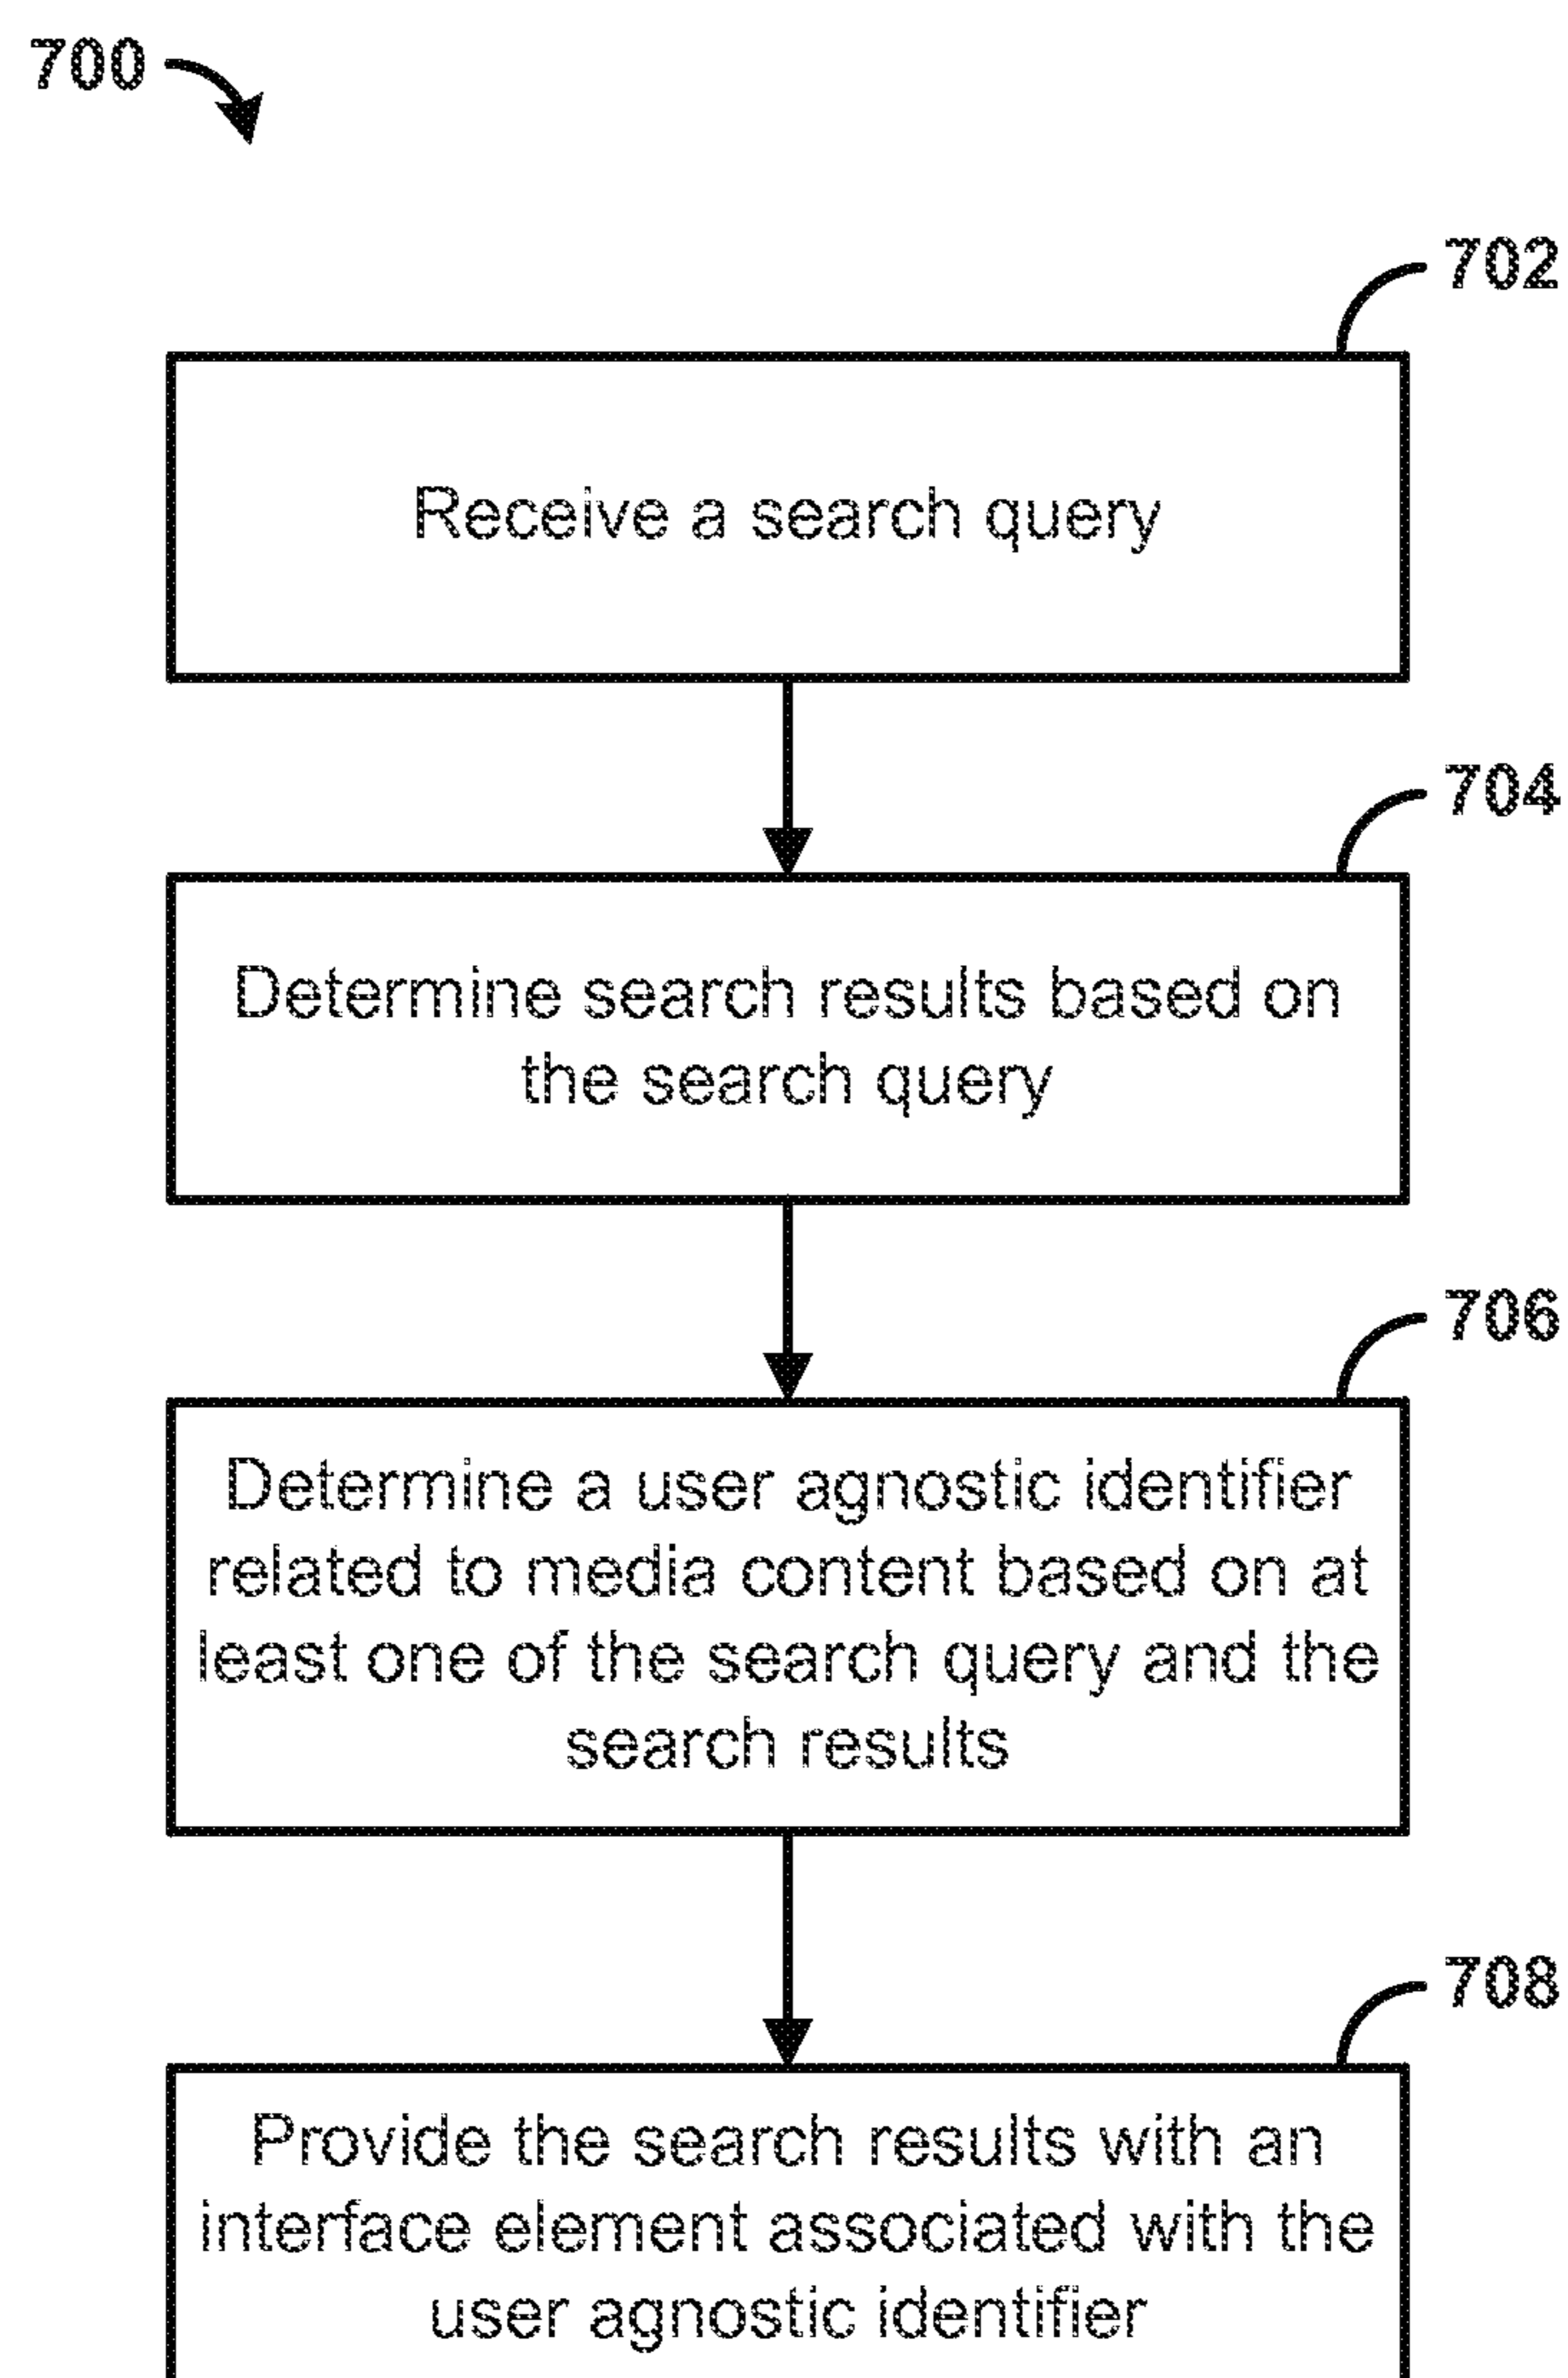 700
702
Receive a search query
704
Determine search results based on
the search query
706
Determine a user agnostic identifier
related to media content based on at
least one of the search query and the
search results
708
Provide the search results with an
interface element associated with the
user agnostic identifier